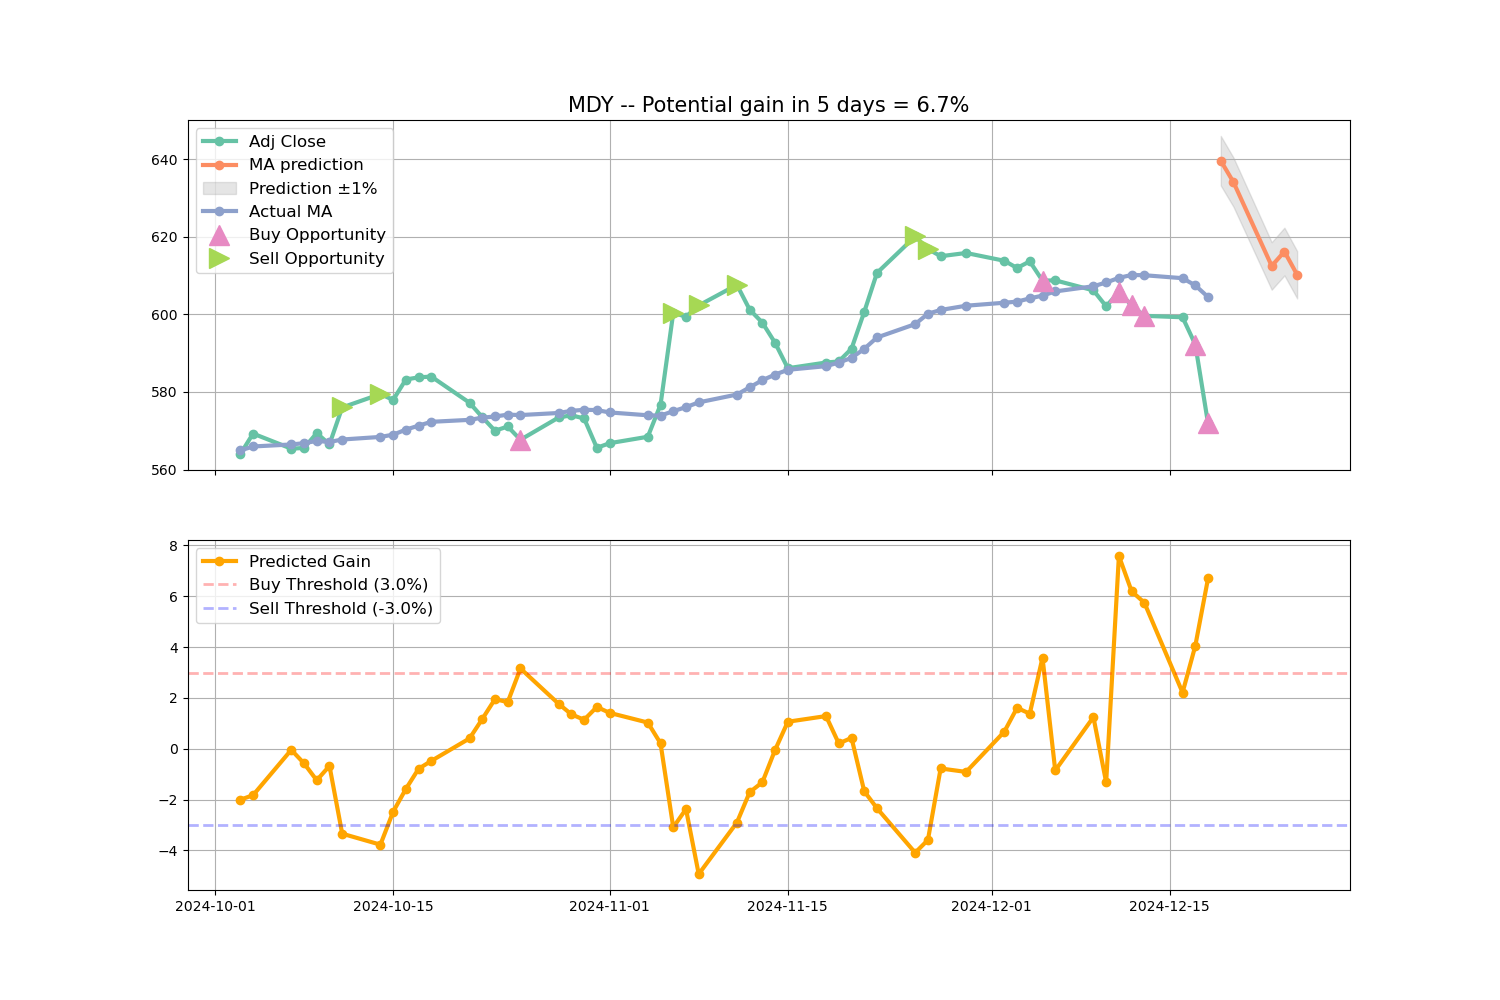 MDY -- Potential gain in 5 days = 6.7%
640
620
600
580
560
Adj Close
MA prediction
Prediction ±1%
Actual MA
Buy Opportunity
Sell Opportunity
8
6
4
2
0
−2
−4
Predicted Gain
Buy Threshold (3.0%)
Sell Threshold (-3.0%)
2024-10-01
2024-10-15
2024-11-01
2024-11-15
2024-12-01
2024-12-15